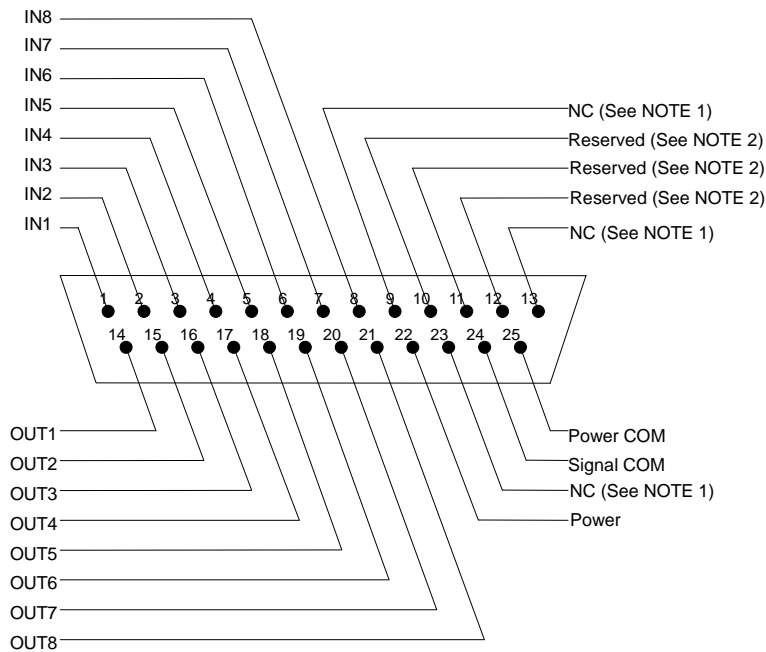 IN8
IN7
IN6
IN5
IN4
IN3
IN2
IN1
NC (See NOTE 1)
Reserved (See NOTE 2)
Reserved (See NOTE 2)
Reserved (See NOTE 2)
NC (See NOTE 1)
1 2 3 4 5 6 7 8 9 10 11 12 13
14 15 16 17 18 19 20 21 22 23 24 25
OUT1
OUT2
OUT3
OUT4
OUT5
OUT6
OUT7
OUT8
Power COM
Signal COM
NC (See NOTE 1)
Power